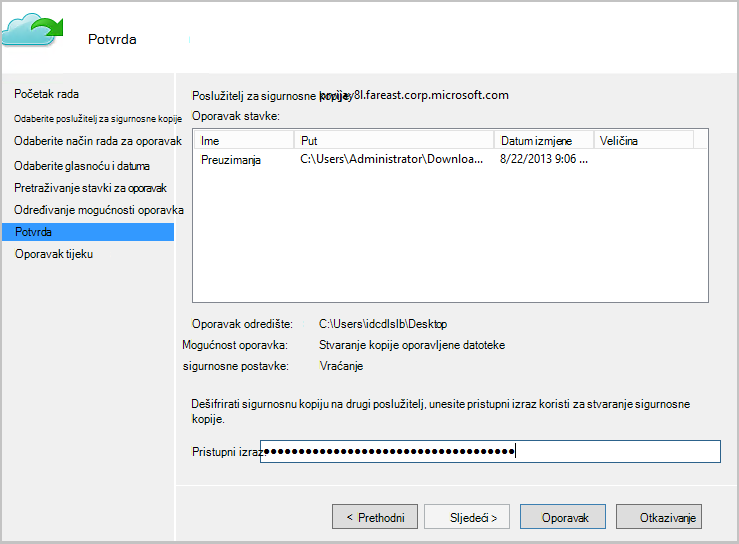 Potvrda
Početak rada
Odaberite poslužitelj za sigurnosne kopije
Odaberite način rada za oporavak
Odaberite glasnoću i datuma
Pretraživanje stavki za oporavak
Određivanje mogućnosti oporavka
Potvrda
Oporavak tijeku
Poslužitelj za sigurnosne kopije
fareast.corp.microsoft.com
Oporavak stavke:
Ime Put Datum izmjene Veličina
Preuzimanja C:\Users\Administrator\Downloa... 8/22/2013 9:06 ...
Oporavak odredište: C:\Users\idcdlslb\Desktop
Mogućnost oporavka: Stvaranje kopije oporavljene datoteke
sigurnosne postavke: Vraćanje
Dešifrirati sigurnosnu kopiju na drugi poslužitelj, unesite pristupni izraz koristi za stvaranje sigurnosne
kopije.
Pristupni izraz:
< Prethodni Sljedeći > Oporavak Otkazivanje